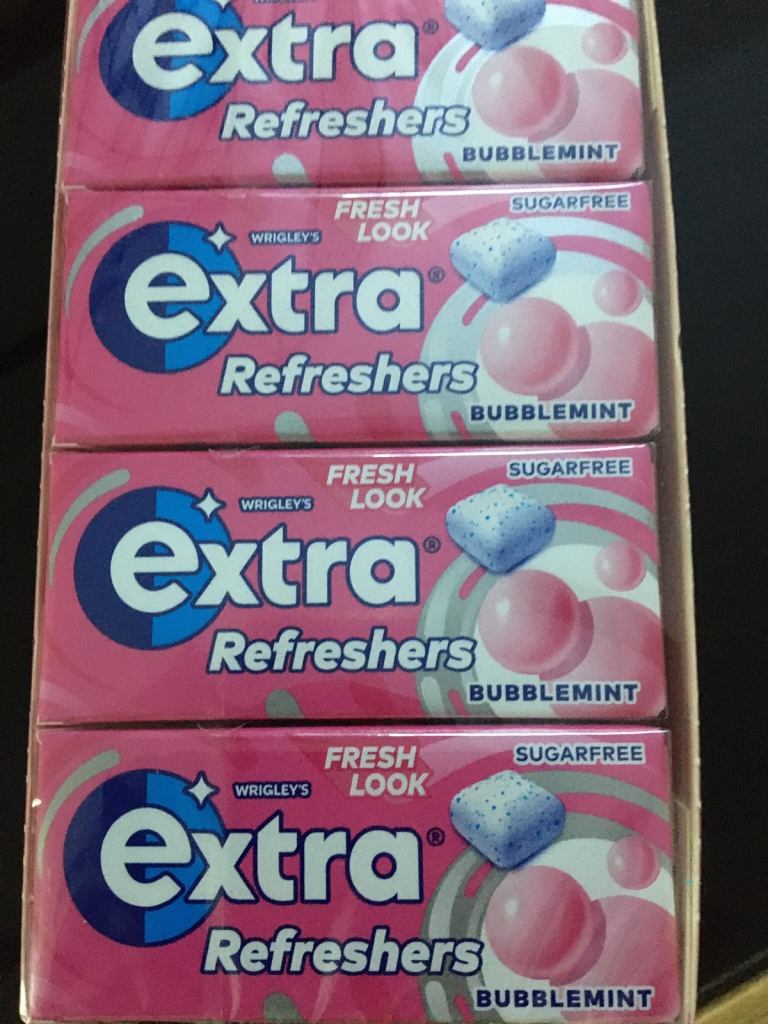 extra®
Refreshers
BUBBLEMINT
FRESH LOOK
SUGARFREE
WRIGLEY'S
extra®
Refreshers
BUBBLEMINT
FRESH LOOK
SUGARFREE
WRIGLEY'S
extra®
Refreshers
BUBBLEMINT
FRESH LOOK
SUGARFREE
WRIGLEY'S
extra®
Refreshers
BUBBLEMINT